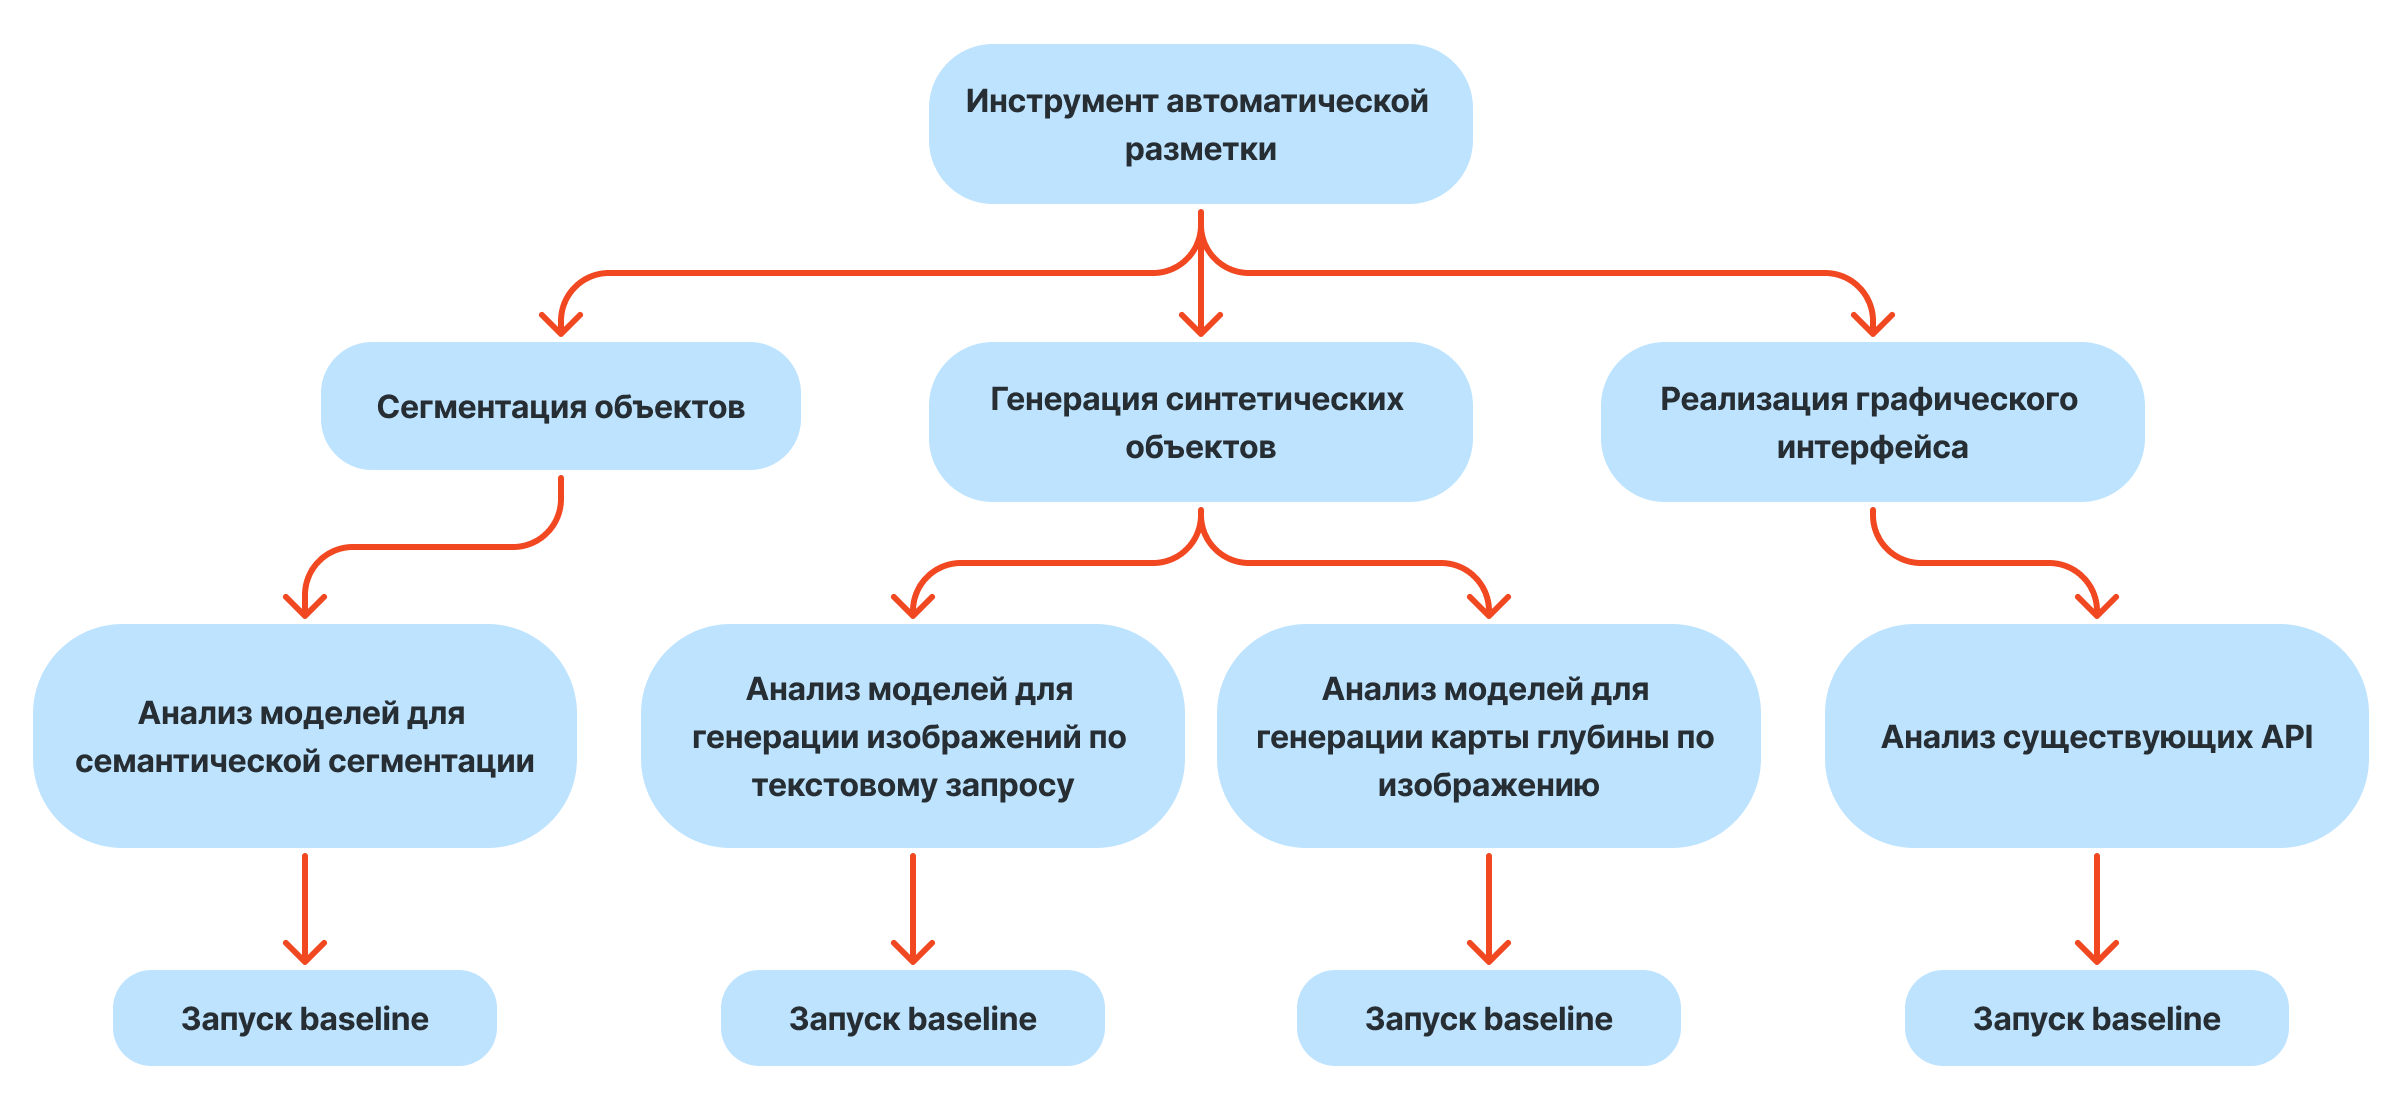 Инструмент автоматической
разметки
Сегментация объектов
Генерация синтетических
объектов
Реализация графического
интерфейса
Анализ моделей для
семантической сегментации
Анализ моделей для
генерации изображений по
текстовому запросу
Анализ моделей для
генерации карты глубины по
изображению
Анализ существующих API
Запуск baseline
Запуск baseline
Запуск baseline
Запуск baseline